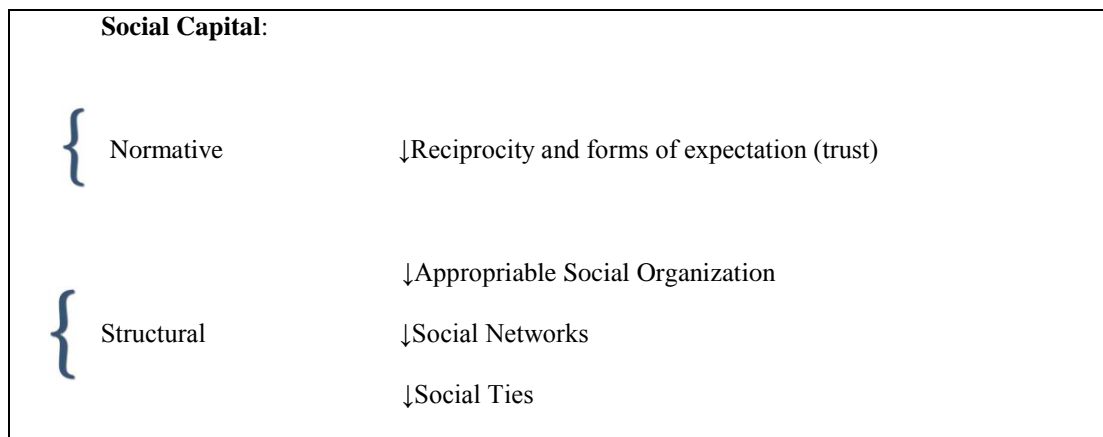 Social Capital:
Normative ↓Reciprocity and forms of expectation (trust)
↓Appropriable Social Organization
Structural ↓Social Networks
↓Social Ties